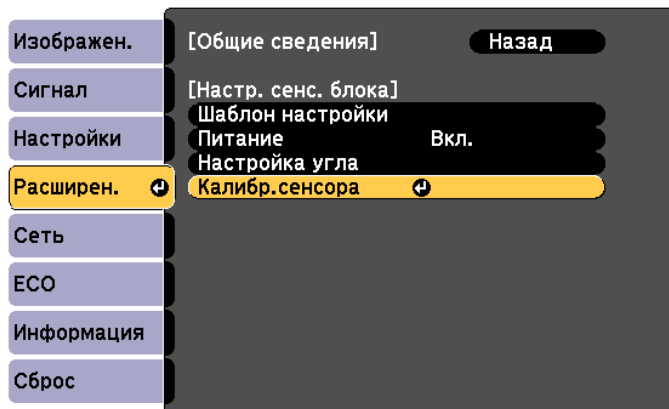 Изображен.
Сигнал
Настройки
Расширен.
Сеть
ECO
Информация
Сброс
[Общие сведения] Назад
[Настр. сенс. блока]
Шаблон настройки
Питание Вкл.
Настройка угла
Калибр.сенсора